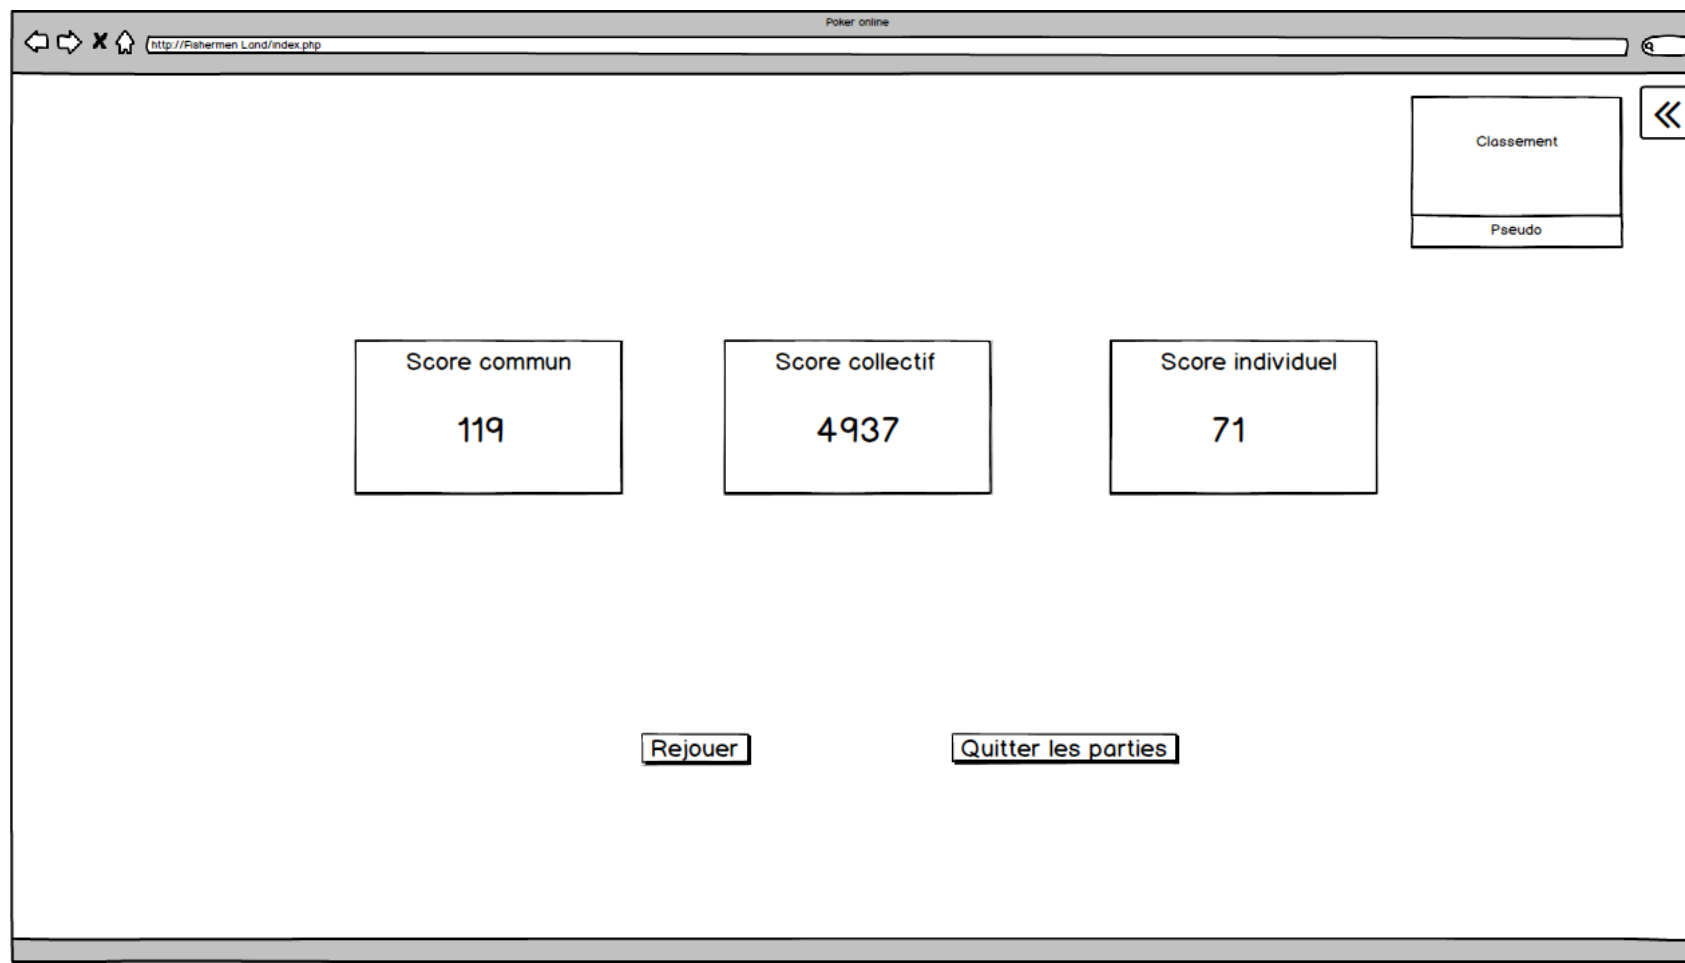 Poker online
http://Fishermen Land/index.php
Classement
Pseudo
Score commun
119
Score collectif
4937
Score individuel
71
Rejouer
Quitter les parties